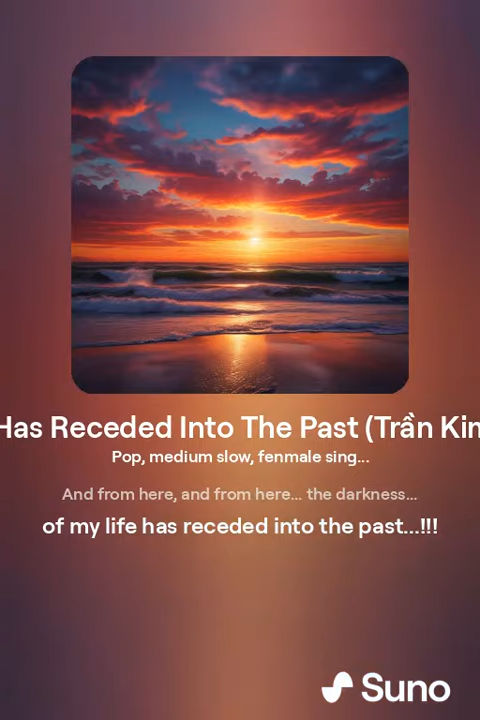 Has Receded Into The Past (Trần Kin
Pop, medium slow, fenmale sing...
And from here, and from here... the darkness...
of my life has receded into the past...!!!
Suno